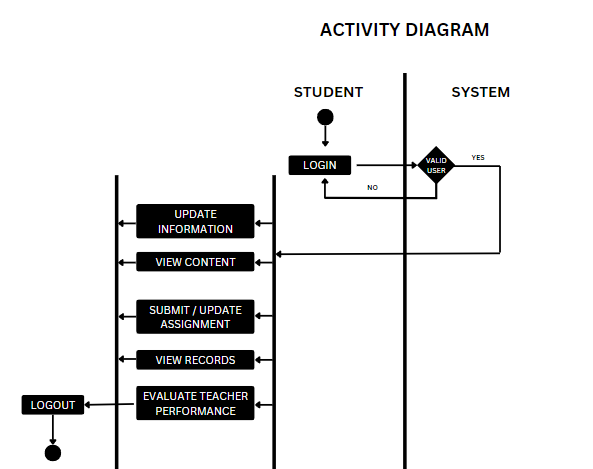 ACTIVITY DIAGRAM
STUDENT
SYSTEM
LOGIN
VALID
USER
YES
NO
UPDATE
INFORMATION
VIEW CONTENT
SUBMIT / UPDATE
ASSIGNMENT
VIEW RECORDS
EVALUATE TEACHER
PERFORMANCE
LOGOUT